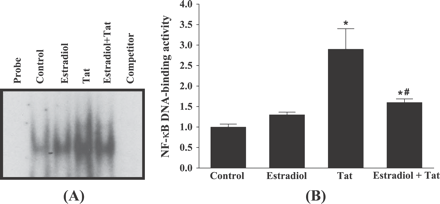 Probe
Control
Estradiol
Tat
Estradiol+Tat
Competitor
(A)
B
NF-κB DNA-binding activity
4.0
3.5
3.0
2.5
2.0
1.5
1.0
0.5
0.0
*
*#
Control
Estradiol
Tat
Estradiol + Tat
(B)